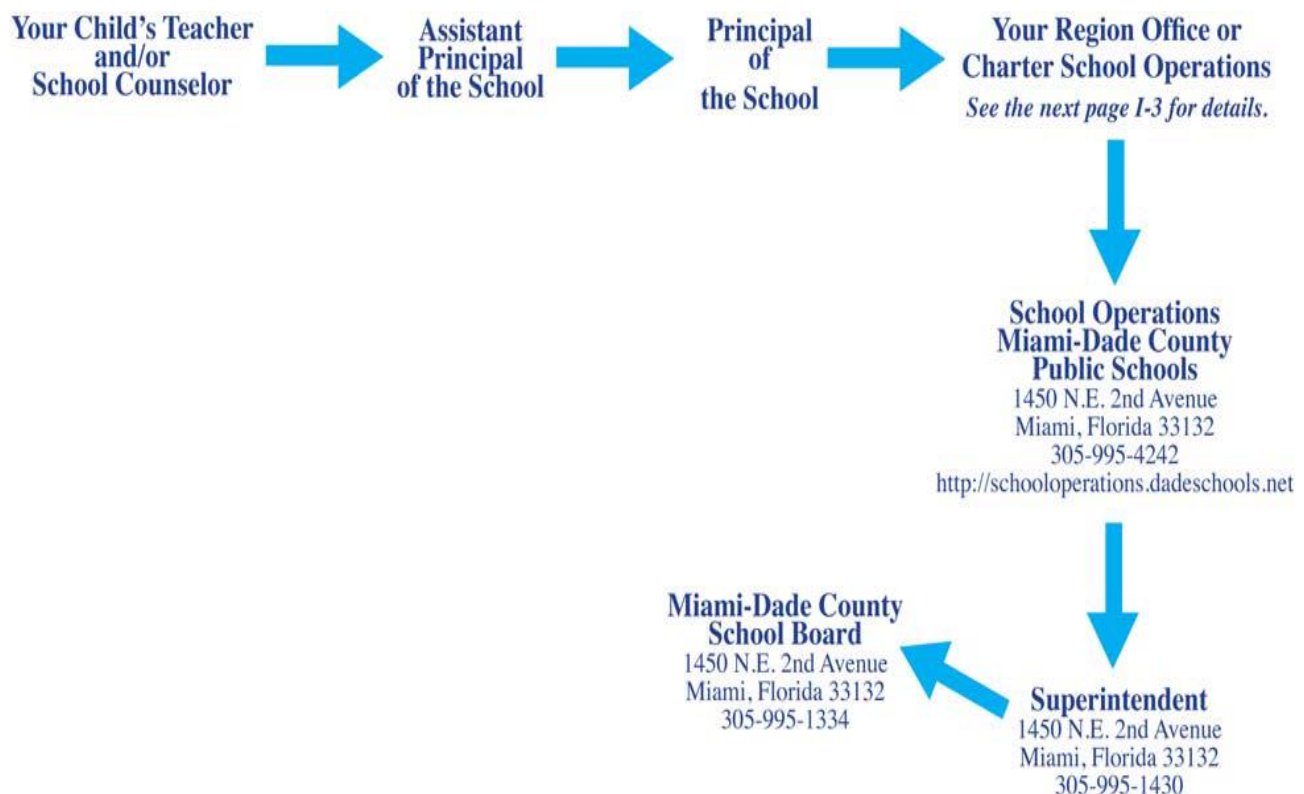 Your Child's Teacher
and/or
School Counselor
Assistant
Principal
of the School
Principal
of
the School
Your Region Office or
Charter School Operations
See the next page I-3 for details.
School Operations
Miami-Dade County
Public Schools
1450 N.E. 2nd Avenue
Miami, Florida 33132
305-995-4242
http://schooloperations.dadeschools.net
Superintendent
1450 N.E. 2nd Avenue
Miami, Florida 33132
305-995-1430
Miami-Dade County
School Board
1450 N.E. 2nd Avenue
Miami, Florida 33132
305-995-1334